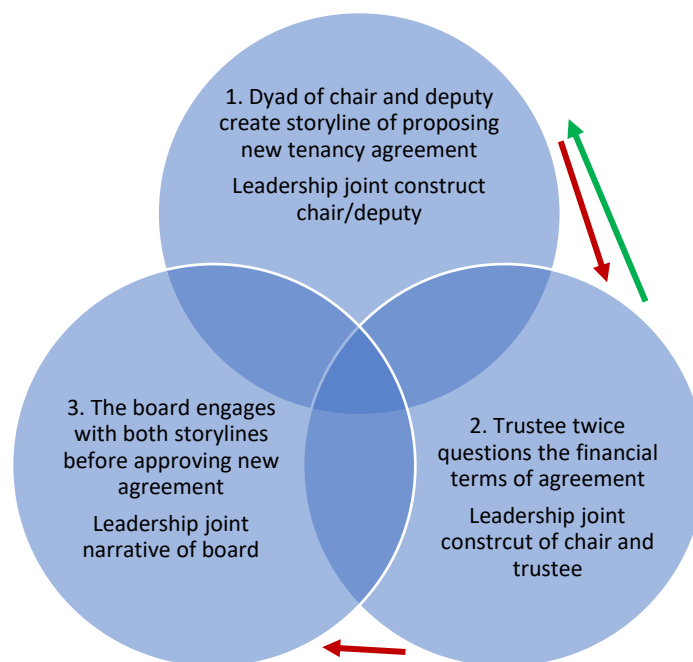 1. Dyad of chair and deputy
create storyline of proposing
new tenancy agreement
Leadership joint construct
chair/deputy
3. The board engages
with both storylines
before approving new
agreement
Leadership joint
narrative of board
2. Trustee twice
questions the financial
terms of agreement
Leadership joint
constrcut of chair and
trustee